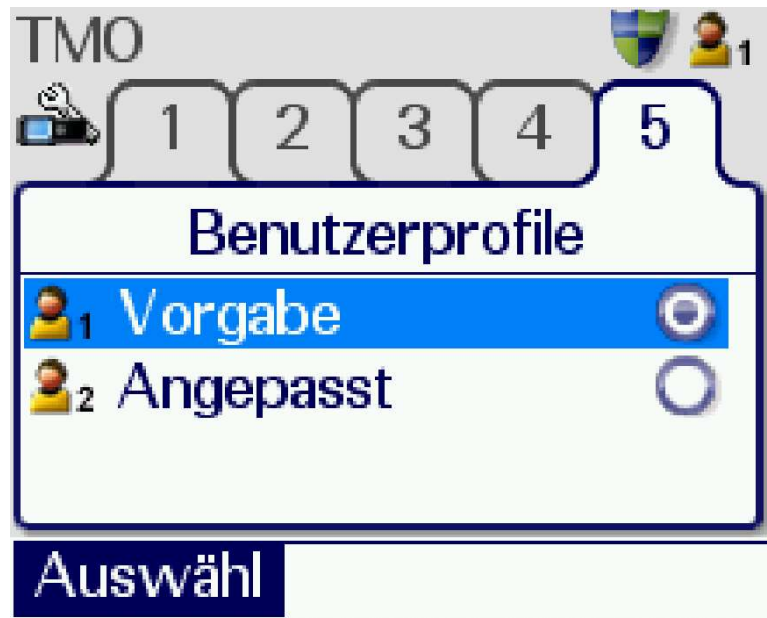 TMO
1
1 2 3 4 5
Benutzerprofile
1 Vorgabe
2 Angepasst
Auswähl